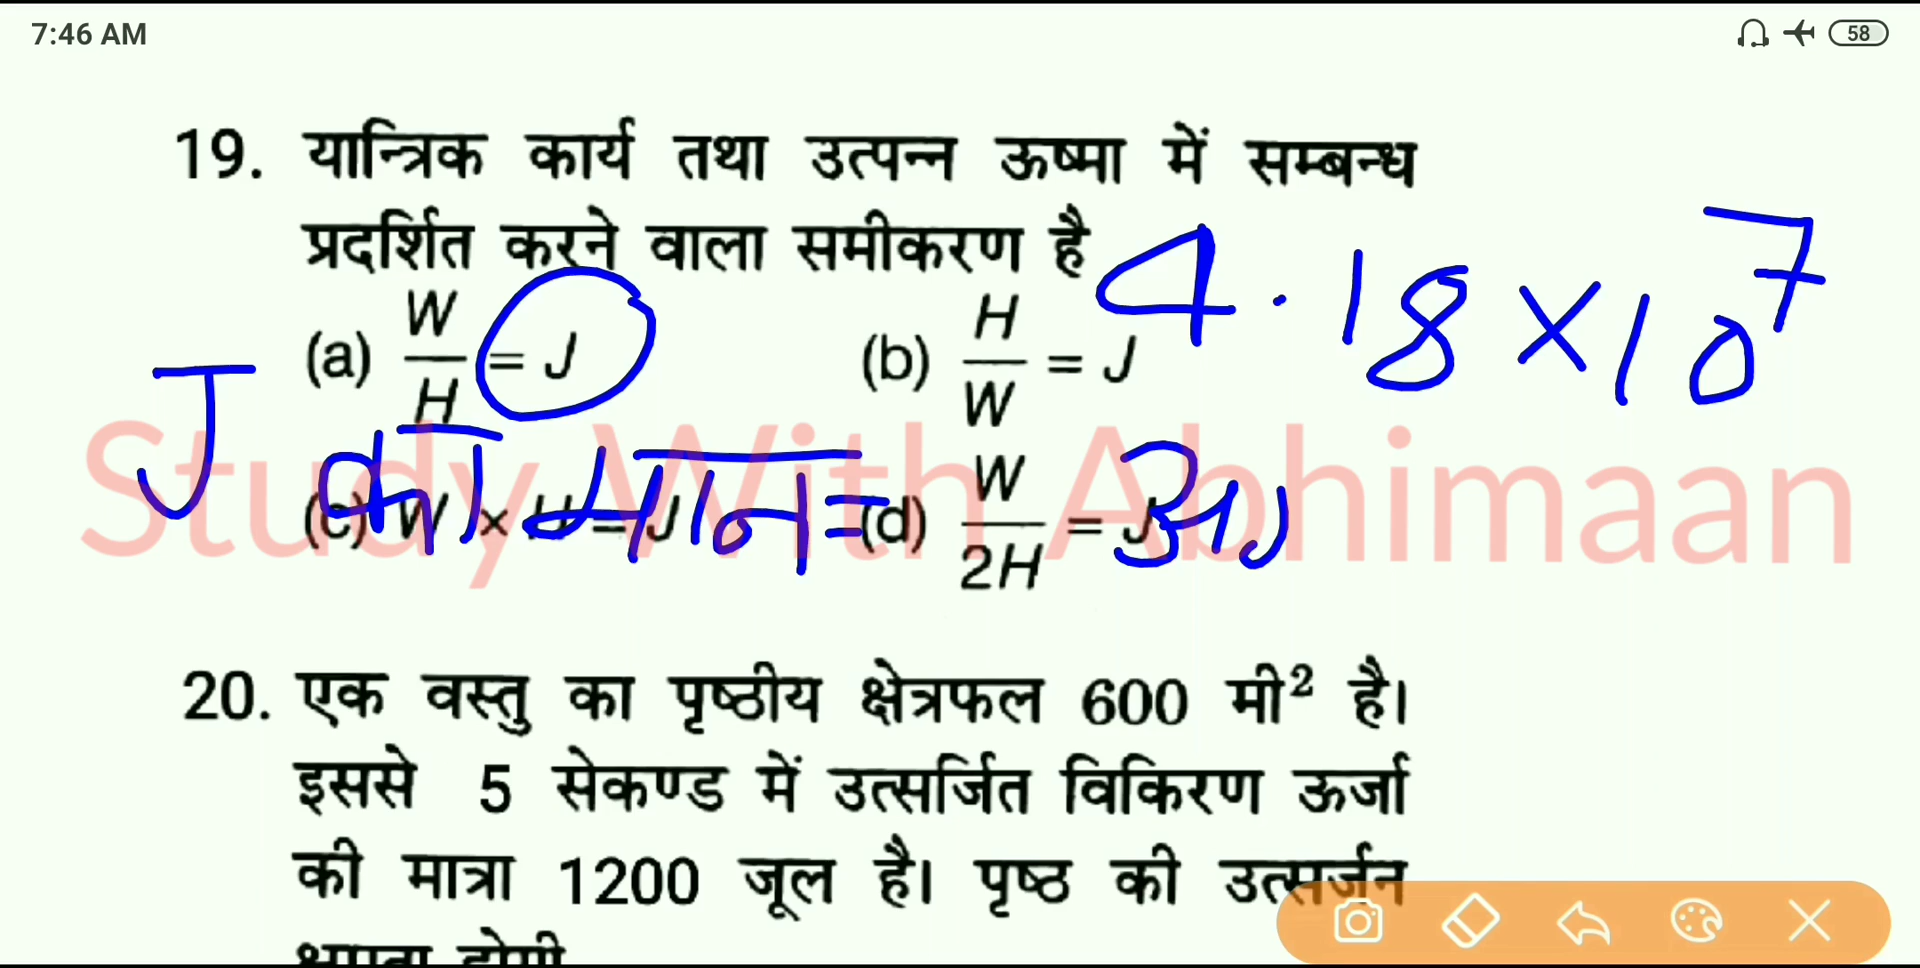 7:46 AM
58
19. यान्त्रिक कार्य तथा उत्पन्न ऊष्मा में सम्बन्ध
प्रदर्शित करने वाला समीकरण है
4.18×10⁷
(a) W/H = J (b) H/W = J
J का मान =
(c) W × H = J (d) W/2H = J
Study With Abhimaan
20. एक वस्तु का पृष्ठीय क्षेत्रफल 600 मी² है।
इससे 5 सेकण्ड में उत्सर्जित विकिरण ऊर्जा
की मात्रा 1200 जूल है। पृष्ठ की उत्सर्जन